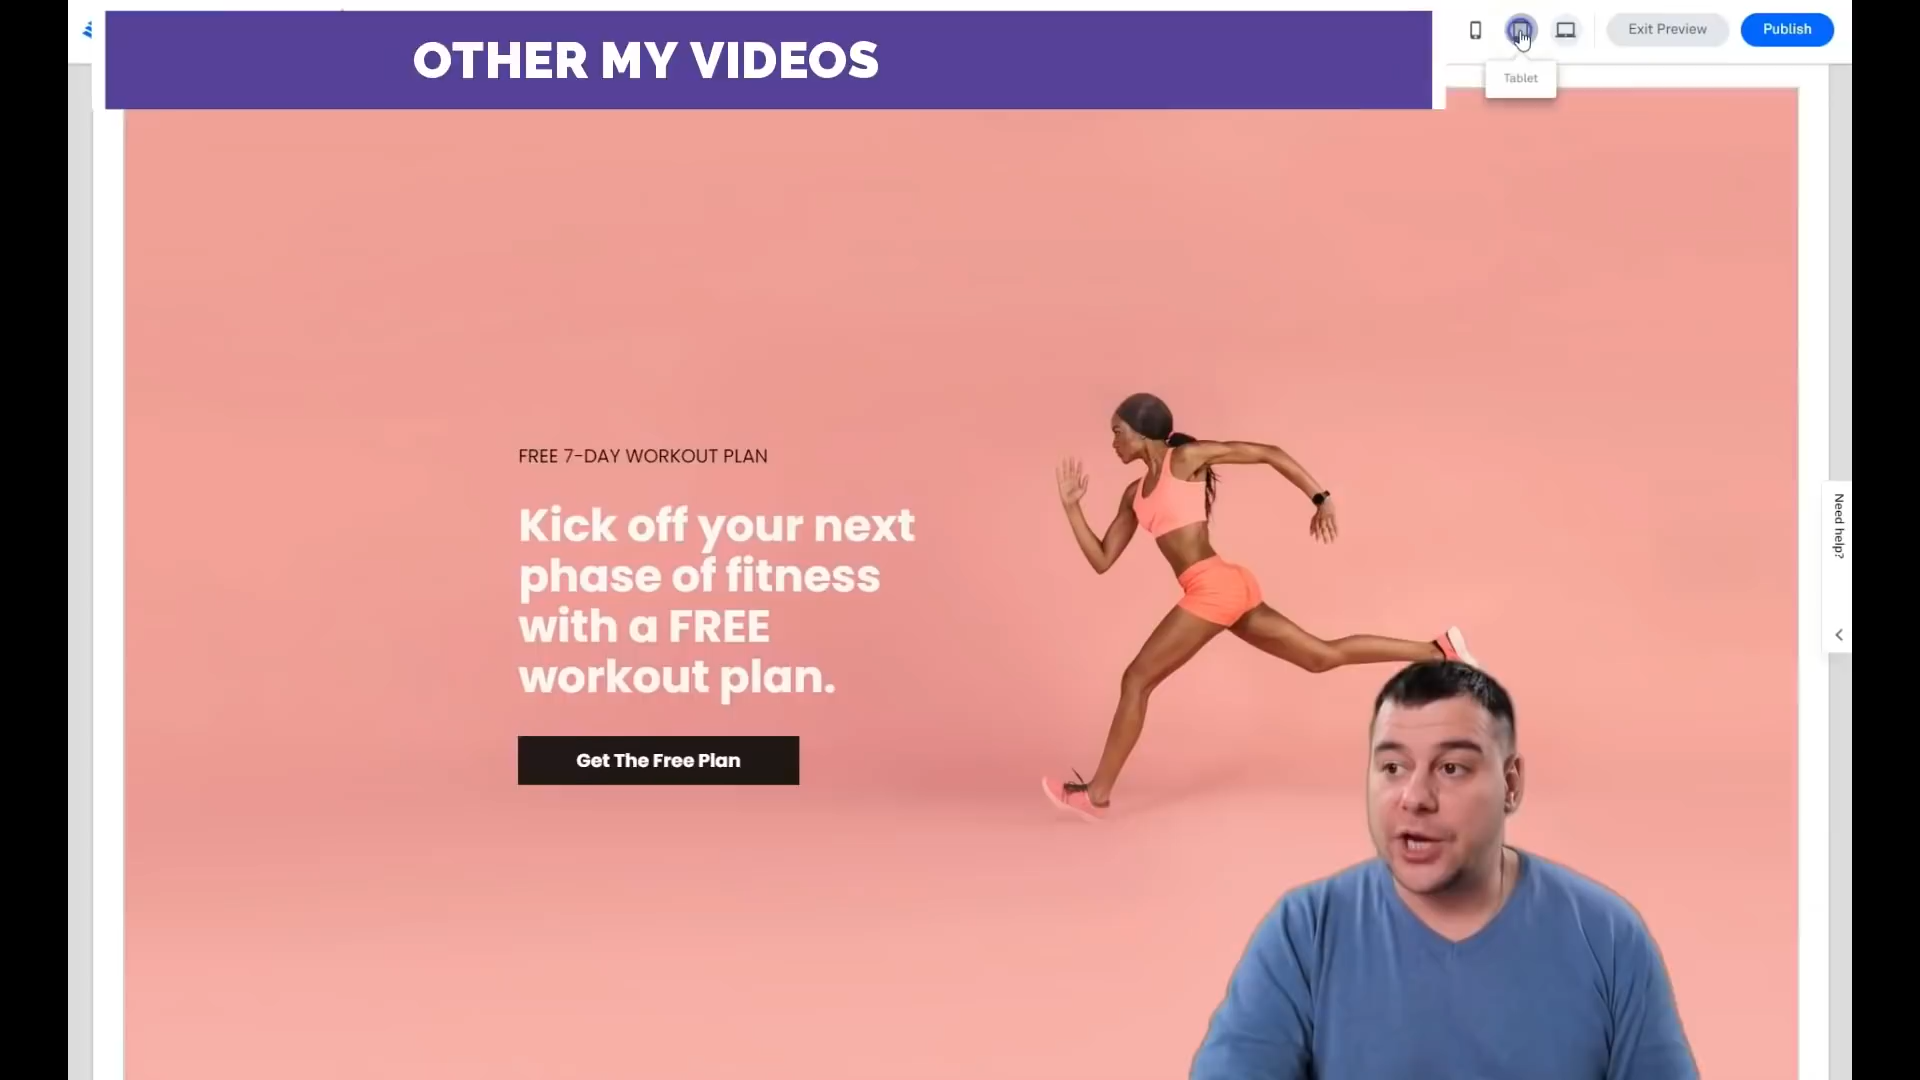 OTHER MY VIDEOS
Exit Preview
Publish
Tablet
FREE 7-DAY WORKOUT PLAN
Kick off your next
phase of fitness
with a FREE
workout plan.
Get The Free Plan
Need help?